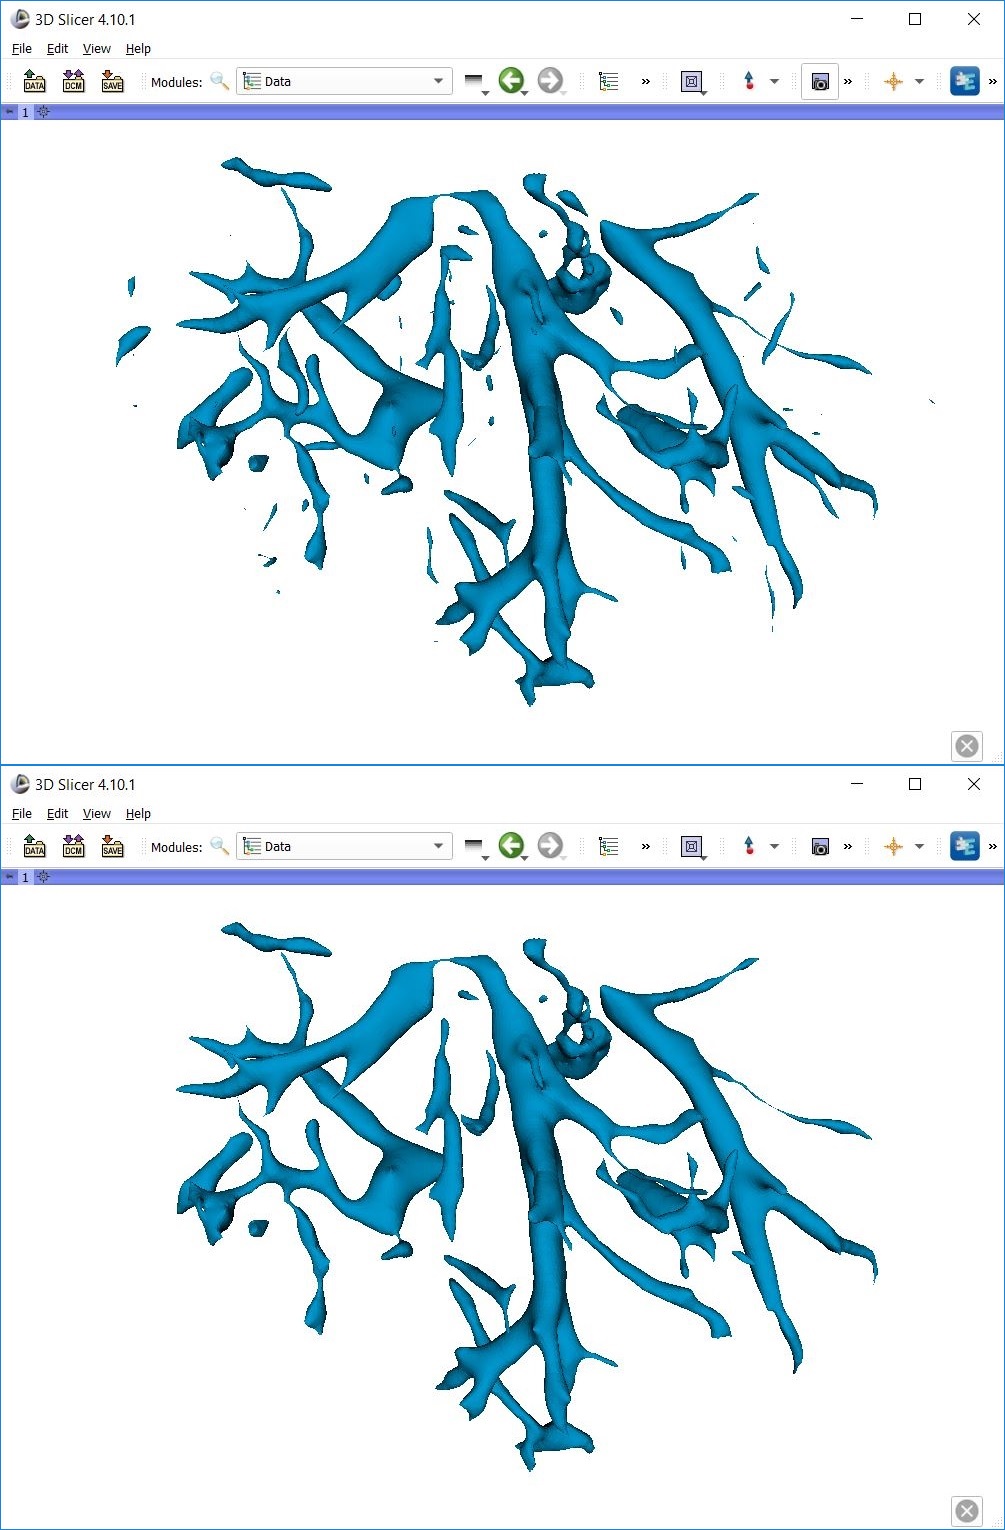 3D Slicer 4.10.1
File Edit View Help
DATA DCM SAVE Modules: Data »  »  »
1
3D Slicer 4.10.1
File Edit View Help
DATA DCM SAVE Modules: Data »  »  »
1